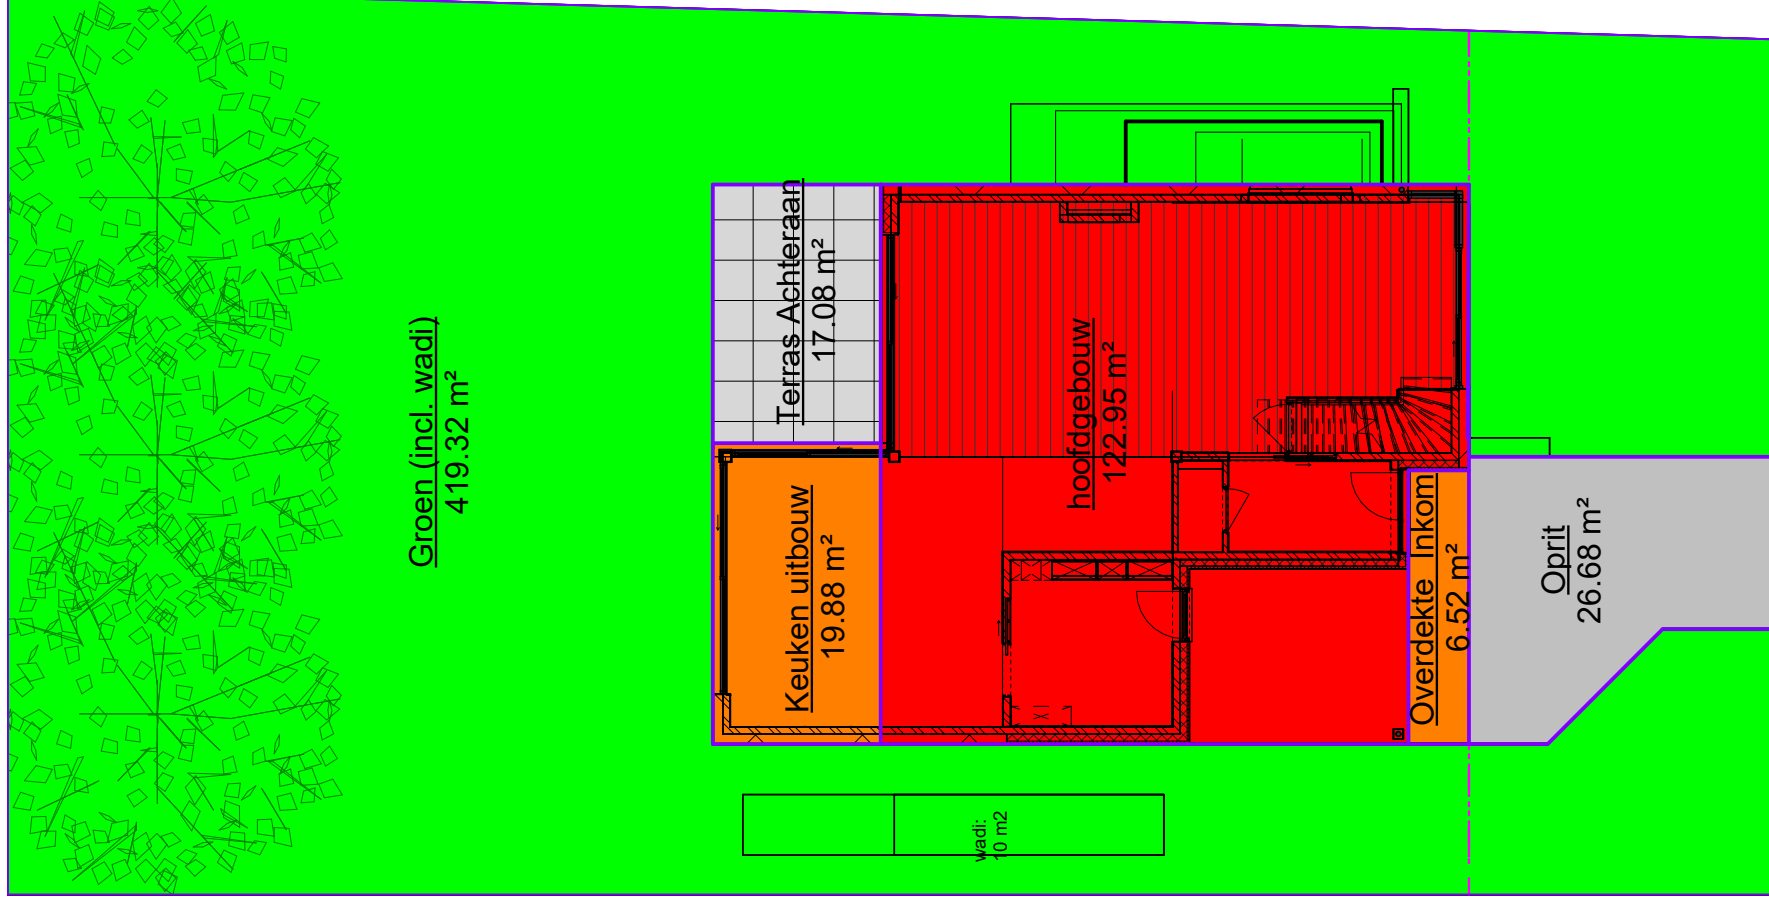 Groen (incl. wadi)
419.32 m²
Terras Achteraan
17.08 m²
Keuken uitbouw
19.88 m²
hoofdgebouw
122.95 m²
Overdekte Inkom
6.52 m²
Oprit
26.68 m²
wadi:
10 m2